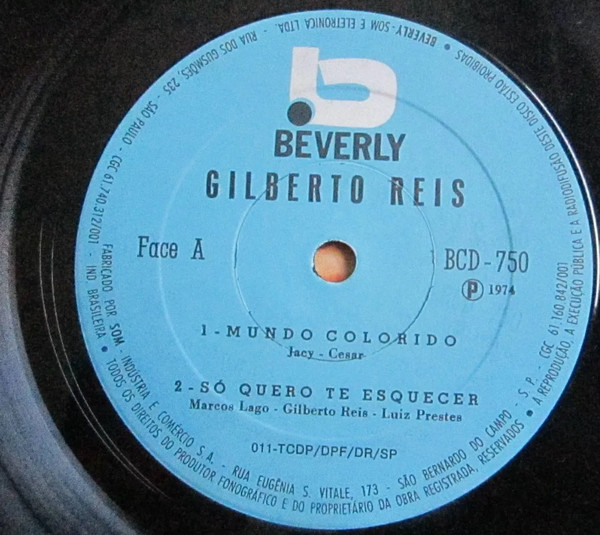 b
BEVERLY
GILBERTO REIS
Face A
BCD-750
℗ 1974
1 - MUNDO COLORIDO
Jacy - Cesar
2 - SÓ QUERO TE ESQUECER
Marcos Lago - Gilberto Reis - Luiz Prestes
011-TCDP/DPF/DR/SP
BEVERLY - SOM E ELETRONICA LTDA. - RUA DOS GUSMÕES, 235 - SÃO PAULO - CGC 61.740.312/001 - IND BRASILEIRA •
FABRICADO POR SOM - INDÚSTRIA E COMÉRCIO S.A. - RUA EUGÊNIA S. VITALE, 173 - SÃO BERNARDO DO CAMPO - S. P. - CGC 61.160.842/001
• TODOS OS DIREITOS DO PRODUTOR FONOGRÁFICO E DO PROPRIETÁRIO DA OBRA REGISTRADA, RESERVADOS • A REPRODUÇÃO, A EXECUÇÃO PÚBLICA E A RADIODIFUSÃO DESTE DISCO ESTÃO PROIBIDAS •